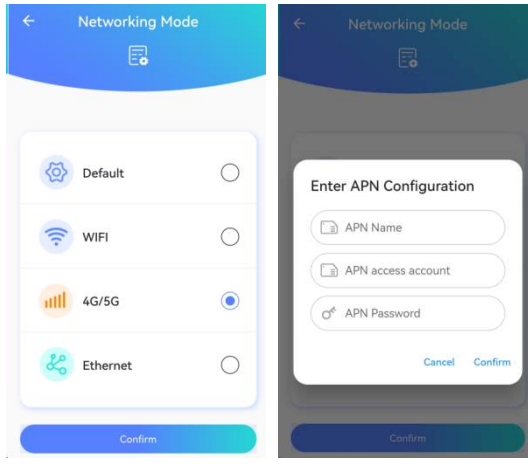 Networking Mode
Default
WIFI
4G/5G
Ethernet
Confirm
Networking Mode
Enter APN Configuration
APN Name
APN access account
APN Password
Cancel Confirm
Confirm